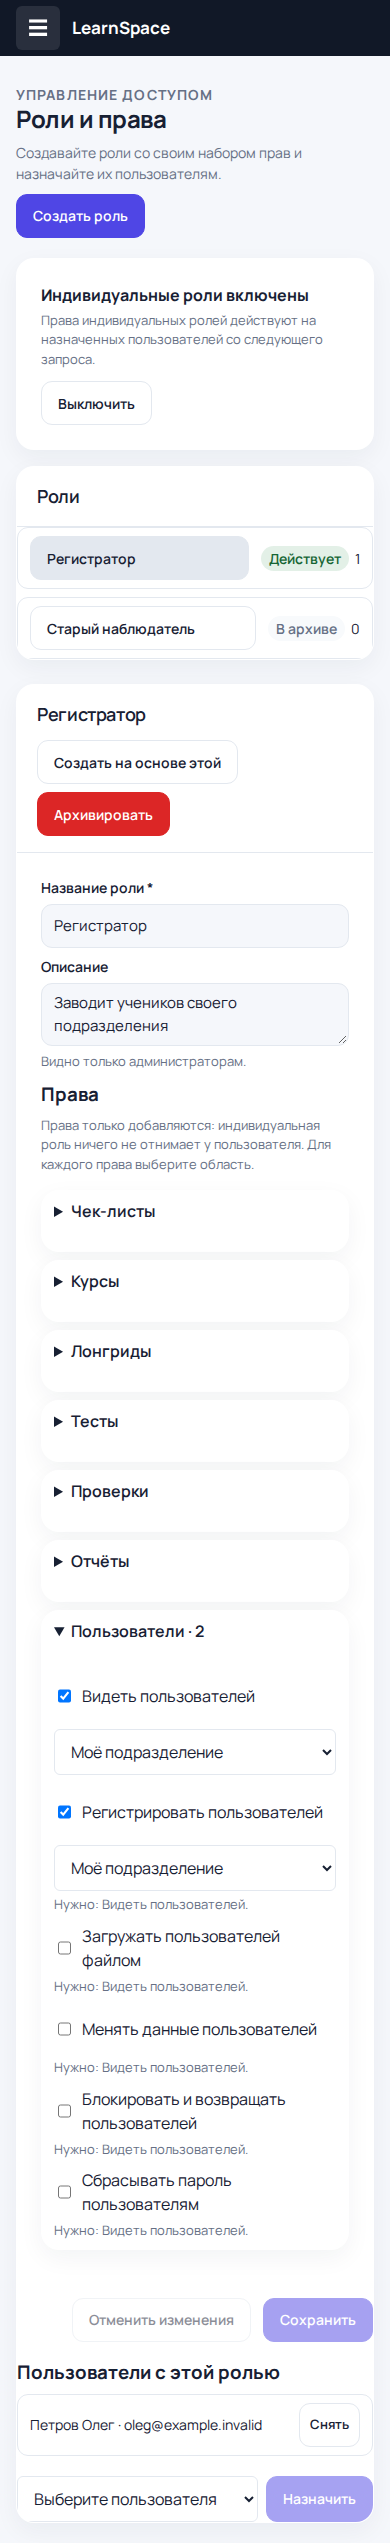 LearnSpace
УПРАВЛЕНИЕ ДОСТУПОМ
Роли и права
Создавайте роли со своим набором прав и
назначайте их пользователям.
Создать роль
Индивидуальные роли включены
Права индивидуальных ролей действуют на
назначенных пользователей со следующего
запроса.
Выключить
Роли
Регистратор Действует 1
Старый наблюдатель В архиве 0
Регистратор
Создать на основе этой
Архивировать
Название роли *
Регистратор
Описание
Заводит учеников своего
подразделения
Видно только администраторам.
Права
Права только добавляются: индивидуальная
роль ничего не отнимает у пользователя. Для
каждого права выберите область.
Чек-листы
Курсы
Лонгриды
Тесты
Проверки
Отчёты
Пользователи · 2
Видеть пользователей
Моё подразделение
Регистрировать пользователей
Моё подразделение
Нужно: Видеть пользователей.
Загружать пользователей
файлом
Нужно: Видеть пользователей.
Менять данные пользователей
Нужно: Видеть пользователей.
Блокировать и возвращать
пользователей
Нужно: Видеть пользователей.
Сбрасывать пароль
пользователям
Нужно: Видеть пользователей.
Отменить изменения Сохранить
Пользователи с этой ролью
Петров Олег · oleg@example.invalid Снять
Выберите пользователя Назначить